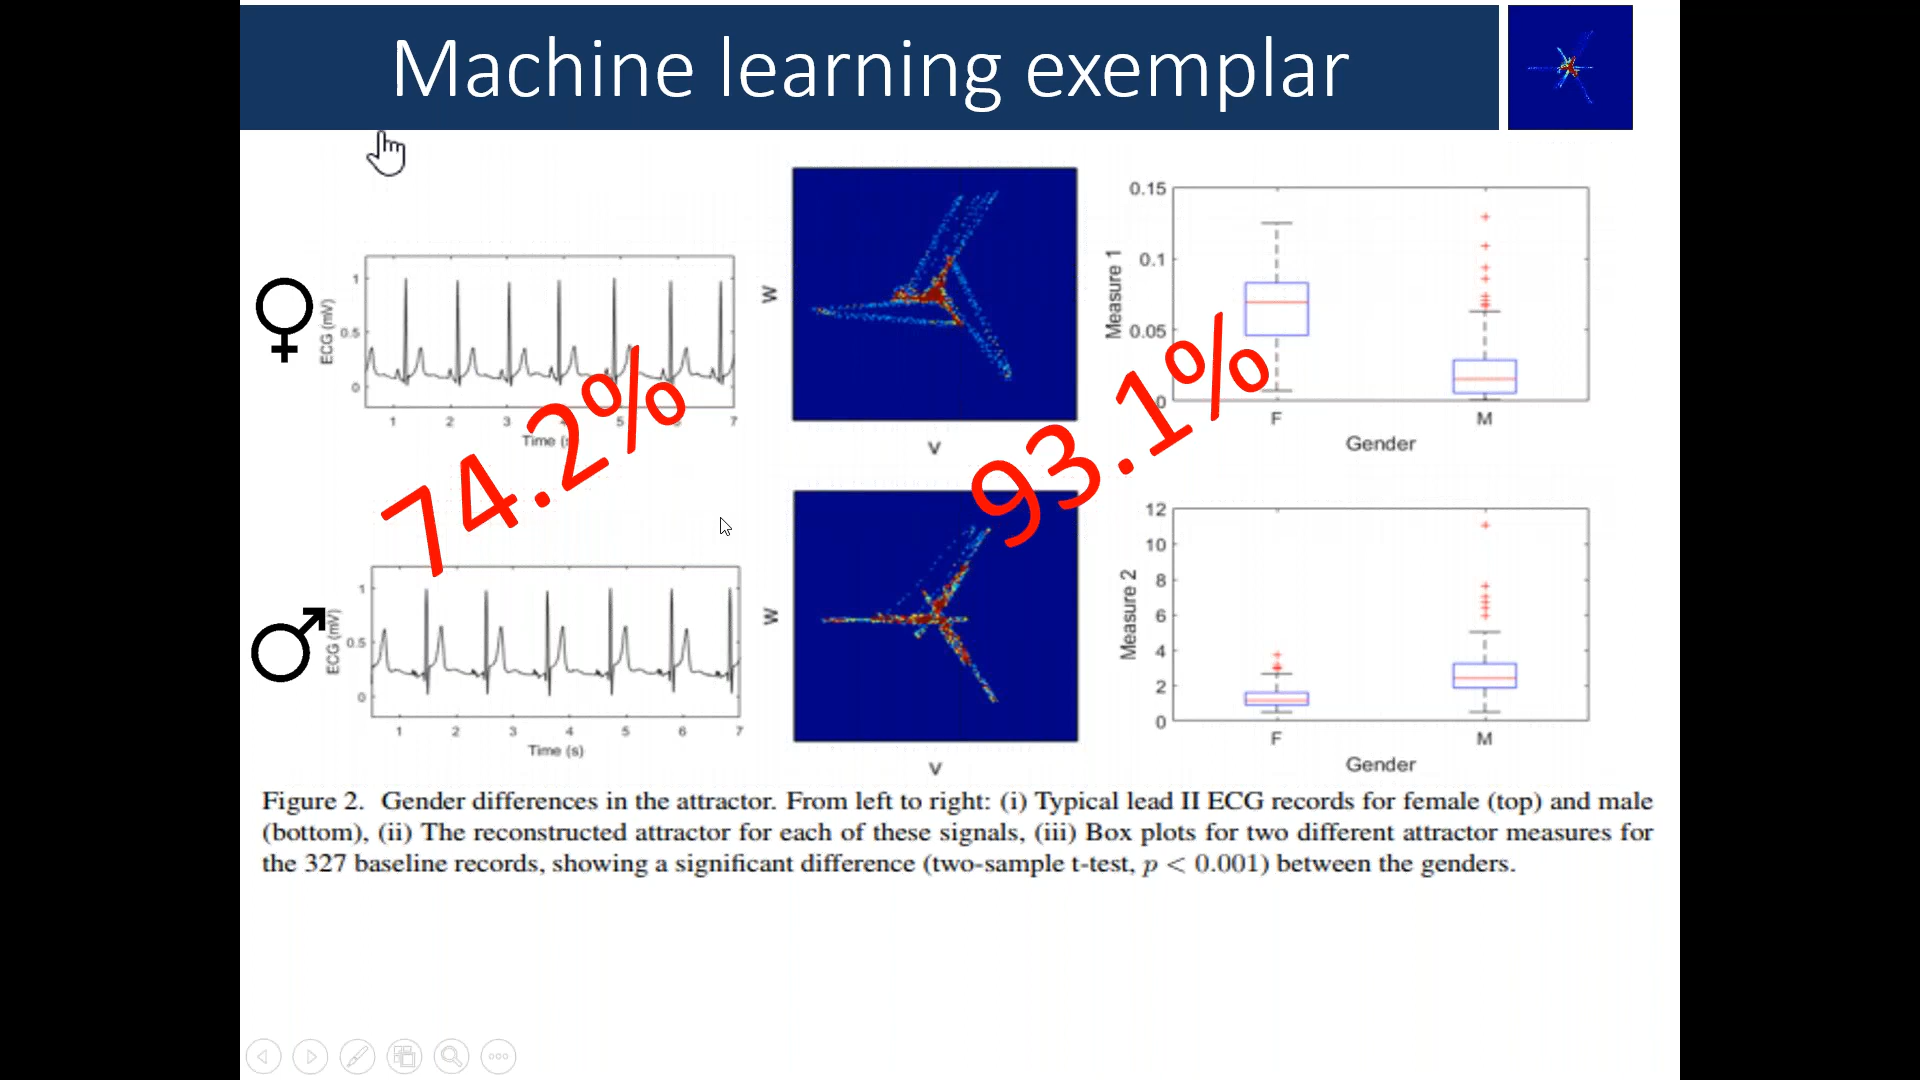 Machine learning exemplar
ECG (mV)
1
0.5
0
1
2
3
4
5
6
7
Time (s)
74.2%
W
V
93.1%
Measure 1
0.15
0.1
0.05
0
F
M
Gender
ECG (mV)
1
0.5
0
1
2
3
4
5
6
7
Time (s)
W
V
Measure 2
12
10
8
6
4
2
0
F
M
Gender
Figure 2. Gender differences in the attractor. From left to right: (i) Typical lead II ECG records for female (top) and male
(bottom), (ii) The reconstructed attractor for each of these signals, (iii) Box plots for two different attractor measures for
the 327 baseline records, showing a significant difference (two-sample t-test, p < 0.001) between the genders.